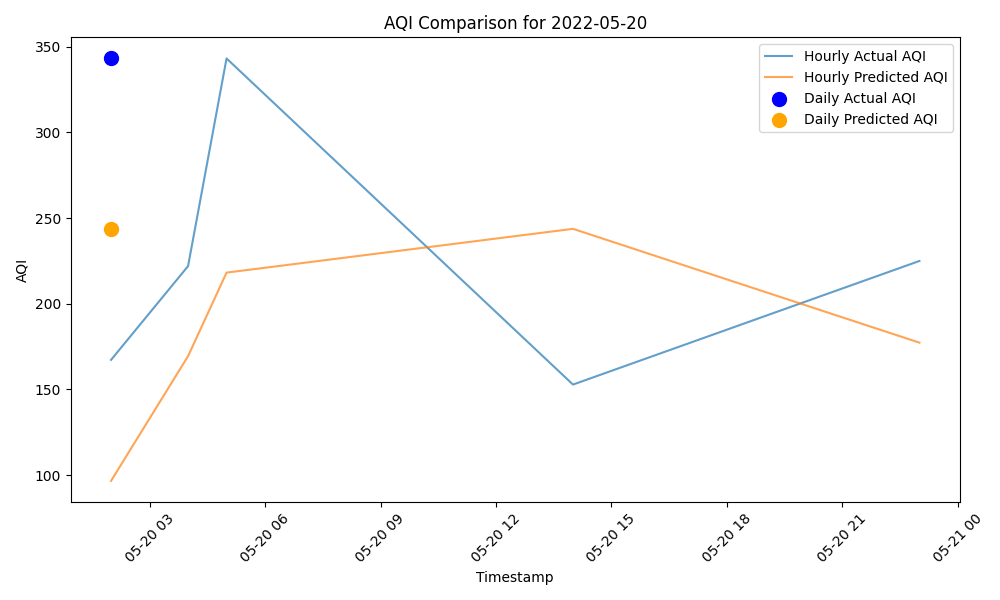 AQI Comparison for 2022-05-20
Hourly Actual AQI
Hourly Predicted AQI
Daily Actual AQI
Daily Predicted AQI
AQI
350
300
250
200
150
100
05-20 03
05-20 06
05-20 09
05-20 12
05-20 15
05-20 18
05-20 21
05-21 00
Timestamp